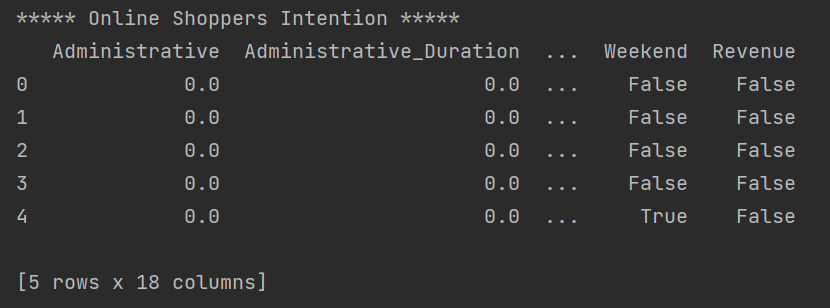 ***** Online Shoppers Intention *****
   Administrative  Administrative_Duration  ...  Weekend  Revenue
0             0.0                      0.0  ...    False    False
1             0.0                      0.0  ...    False    False
2             0.0                      0.0  ...    False    False
3             0.0                      0.0  ...    False    False
4             0.0                      0.0  ...     True    False
[5 rows x 18 columns]